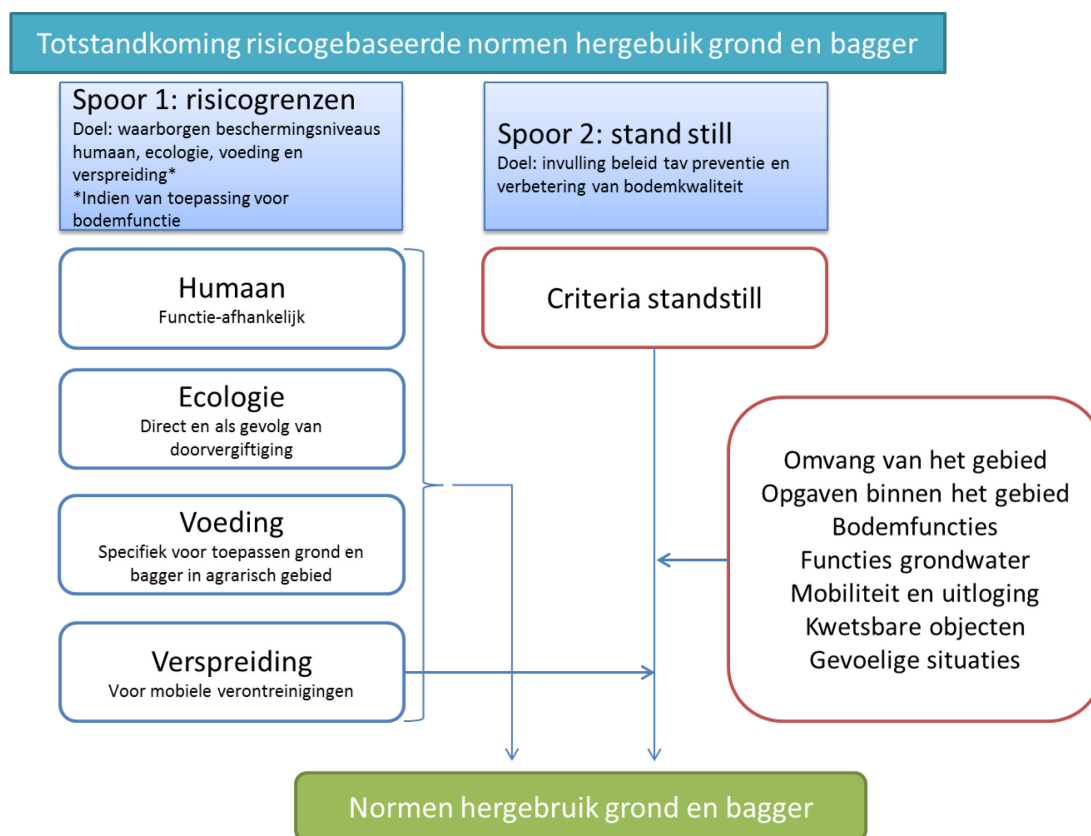 Totstandkoming risicogebaseerde normen hergebuik grond en bagger
Spoor 1: risicogrenzen
Doel: waarborgen beschermingsniveaus
humaan, ecologie, voeding en
verspreiding*
*Indien van toepassing voor
bodemfunctie
Spoor 2: stand still
Doel: invulling beleid tav preventie en
verbetering van bodemkwaliteit
Humaan
Functie-afhankelijk
Criteria standstill
Ecologie
Direct en als gevolg van
doorvergiftiging
Voeding
Specifiek voor toepassen grond en
bagger in agrarisch gebied
Verspreiding
Voor mobiele verontreinigingen
Omvang van het gebied
Opgaven binnen het gebied
Bodemfuncties
Functies grondwater
Mobiliteit en uitloging
Kwetsbare objecten
Gevoelige situaties
Normen hergebruik grond en bagger